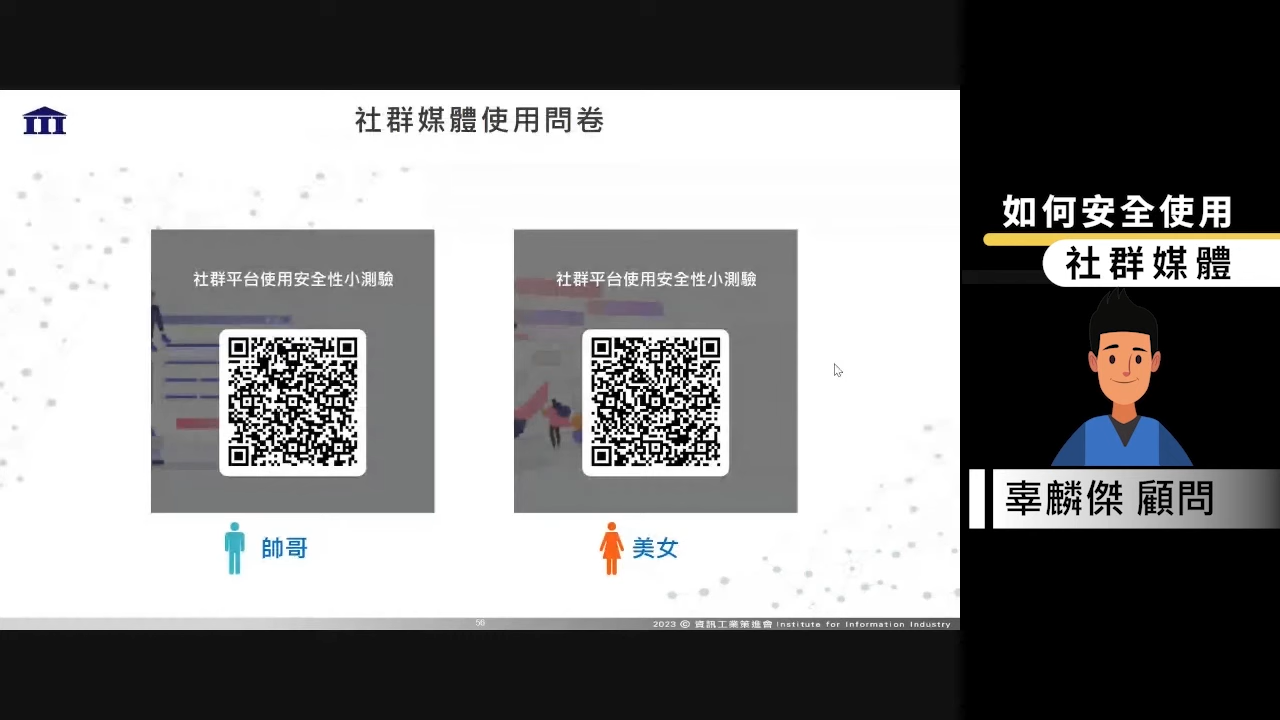 社群媒體使用問卷
社群平台使用安全性小測驗
社群平台使用安全性小測驗
帥哥
美女
56
2023 © 資訊工業策進會 Institute for Information Industry
如何安全使用
社群媒體
辜麟傑 顧問